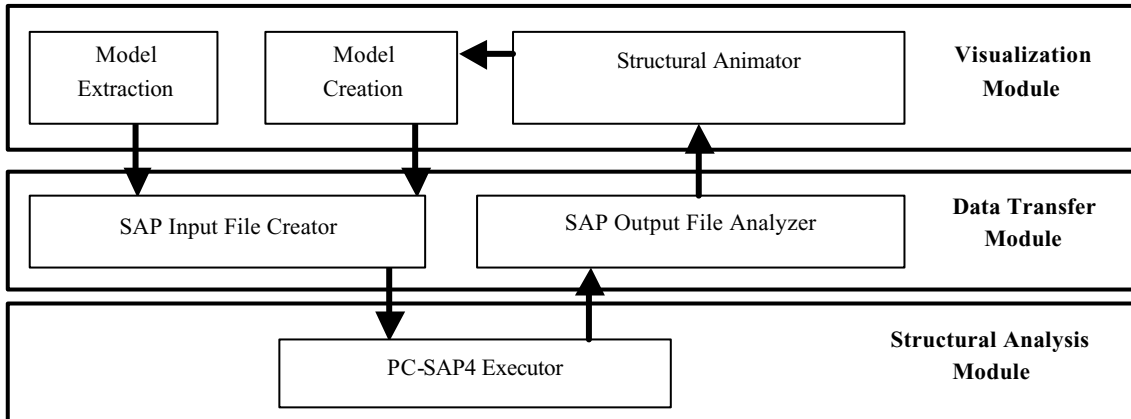 Model
Extraction
Model
Creation
Structural Animator
Visualization
Module
SAP Input File Creator
SAP Output File Analyzer
Data Transfer
Module
PC-SAP4 Executor
Structural Analysis
Module